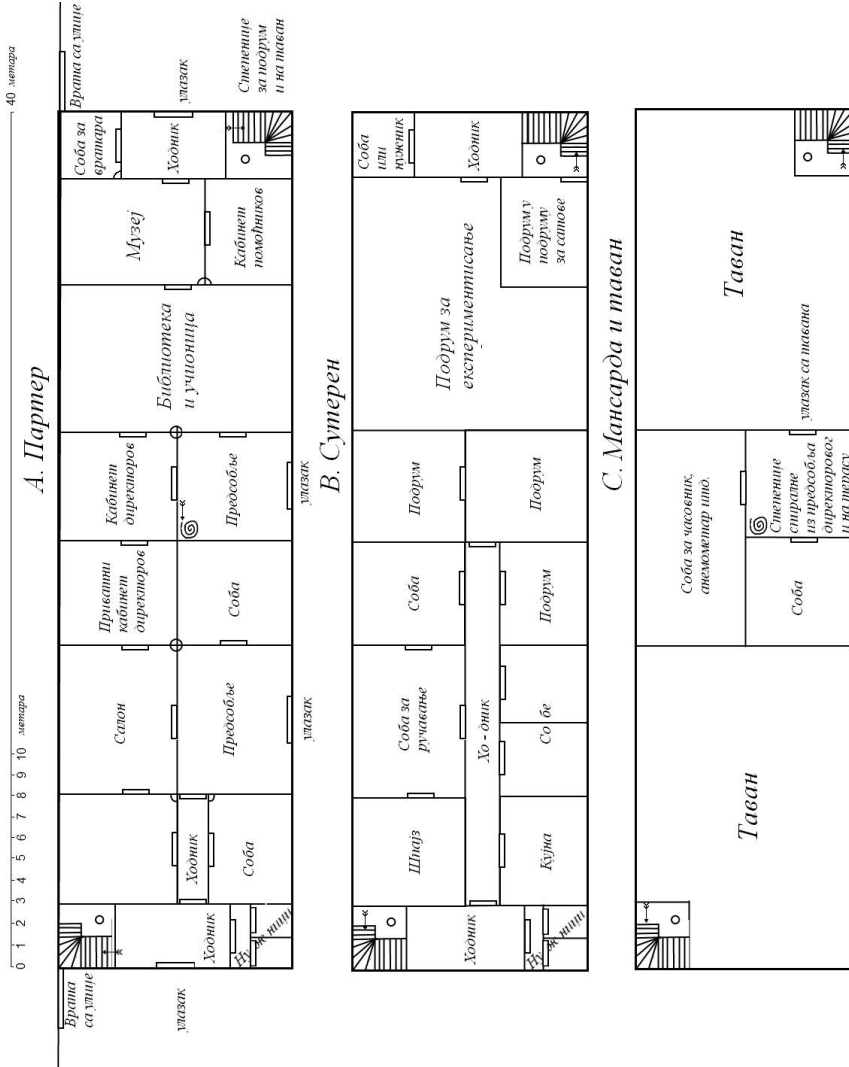 0 1 2 3 4 5 6 7 8 9 10 метара
40 метара
А. Партер
Врата
са улице
улазак
Ходник
Ну жници
Ходник
Соба
Салон
Предсобље
улазак
Приватни
кабинет
директоров
Соба
Кабинет
директоров
Предсобље
улазак
Библиотека
и учионица
Музеј
Кабинет
помоћников
Соба за
вратара
Ходник
Врата са улице
улазак
Степенице
за подрум
и на таван
В. Сутерен
Ходник
Ну жници
Шпајз
Хо - дник
Кујна
Соба за
ручавање
Со бе
Соба
Подрум
Подрум
Подрум
Подрум за
експериментисање
Подрум у
подруму
за сатове
Соба
или
нужник
Ходник
С. Мансарда и таван
Таван
Соба за часовник,
анемометар итд.
Соба
Степенице
спиралне
из предсобља
директоровог
и на терасу
улазак са тавана
Таван